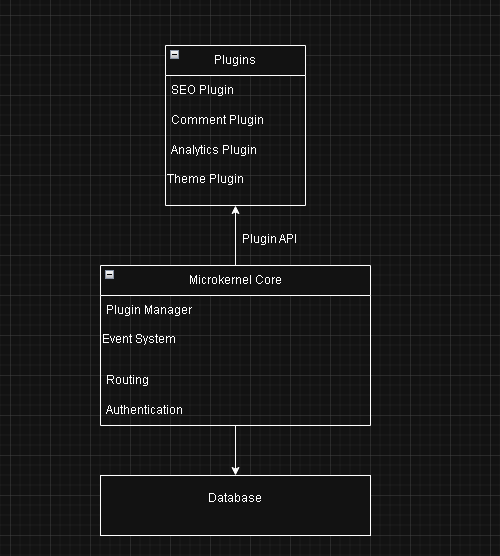 Plugins
SEO Plugin
Comment Plugin
Analytics Plugin
Theme Plugin
Plugin API
Microkernel Core
Plugin Manager
Event System
Routing
Authentication
Database